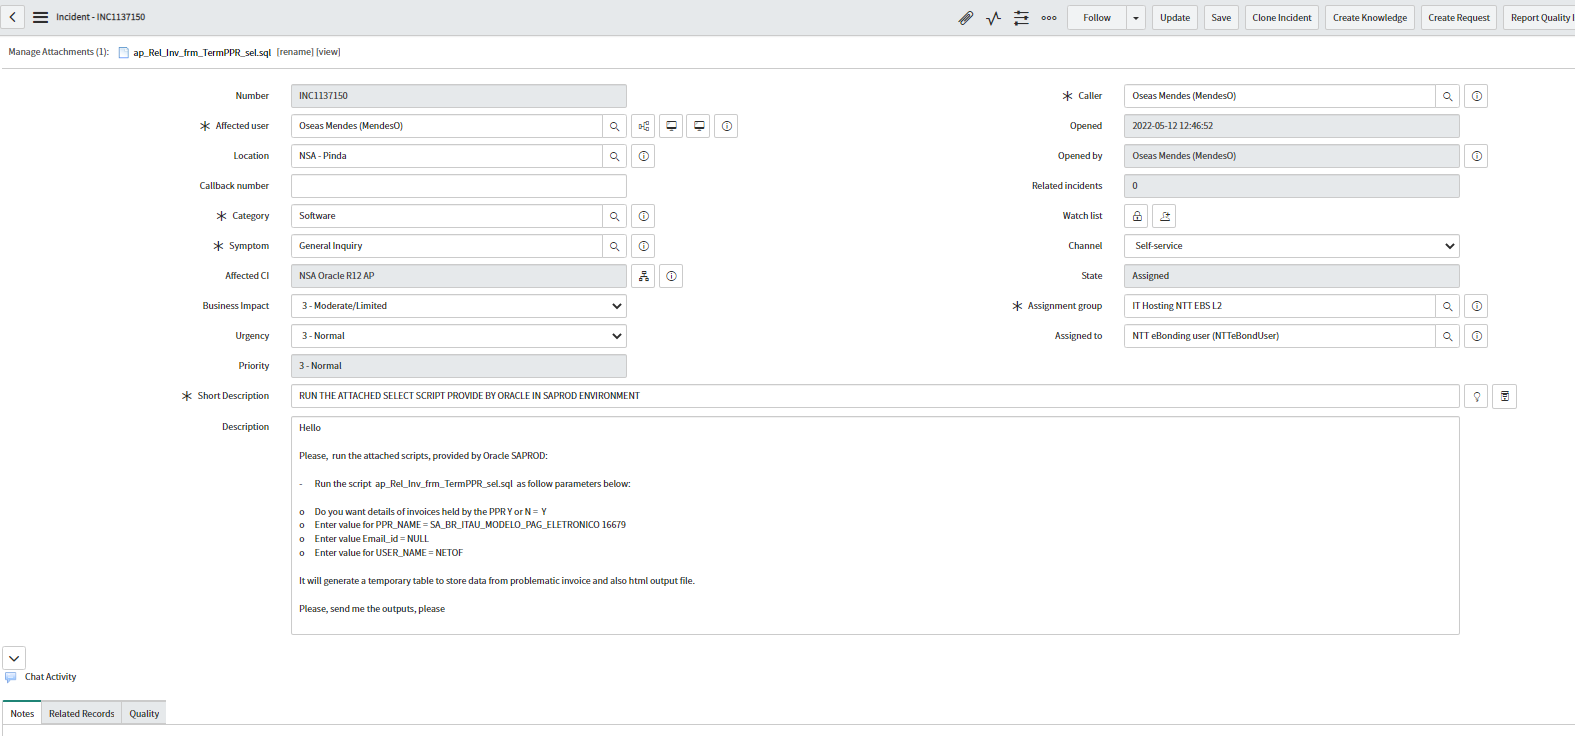 Incident - INC1137150
Follow
Update
Save
Clone Incident
Create Knowledge
Create Request
Report Quality I
Manage Attachments (1): ap_Rel_Inv_frm_TermPPR_sel.sql [rename] [view]
Number INC1137150
Caller Oseas Mendes (MendesO)
Affected user Oseas Mendes (MendesO)
Opened 2022-05-12 12:46:52
Location NSA - Pinda
Opened by Oseas Mendes (MendesO)
Callback number
Related incidents 0
Category Software
Watch list
Symptom General Inquiry
Channel Self-service
Affected CI NSA Oracle R12 AP
State Assigned
Business Impact 3 - Moderate/Limited
Assignment group IT Hosting NTT EBS L2
Urgency 3 - Normal
Assigned to NTT eBonding user (NTTeBondUser)
Priority 3 - Normal
Short Description RUN THE ATTACHED SELECT SCRIPT PROVIDE BY ORACLE IN SAPROD ENVIRONMENT
Description Hello
Please, run the attached scripts, provided by Oracle SAPROD:
- Run the script ap_Rel_Inv_frm_TermPPR_sel.sql as follow parameters below:
o Do you want details of invoices held by the PPR Y or N = Y
o Enter value for PPR_NAME = SA_BR_ITAU_MODELO_PAG_ELETRONICO 16679
o Enter value Email_id = NULL
o Enter value for USER_NAME = NETOF
It will generate a temporary table to store data from problematic invoice and also html output file.
Please, send me the outputs, please
Chat Activity
Notes
Related Records
Quality